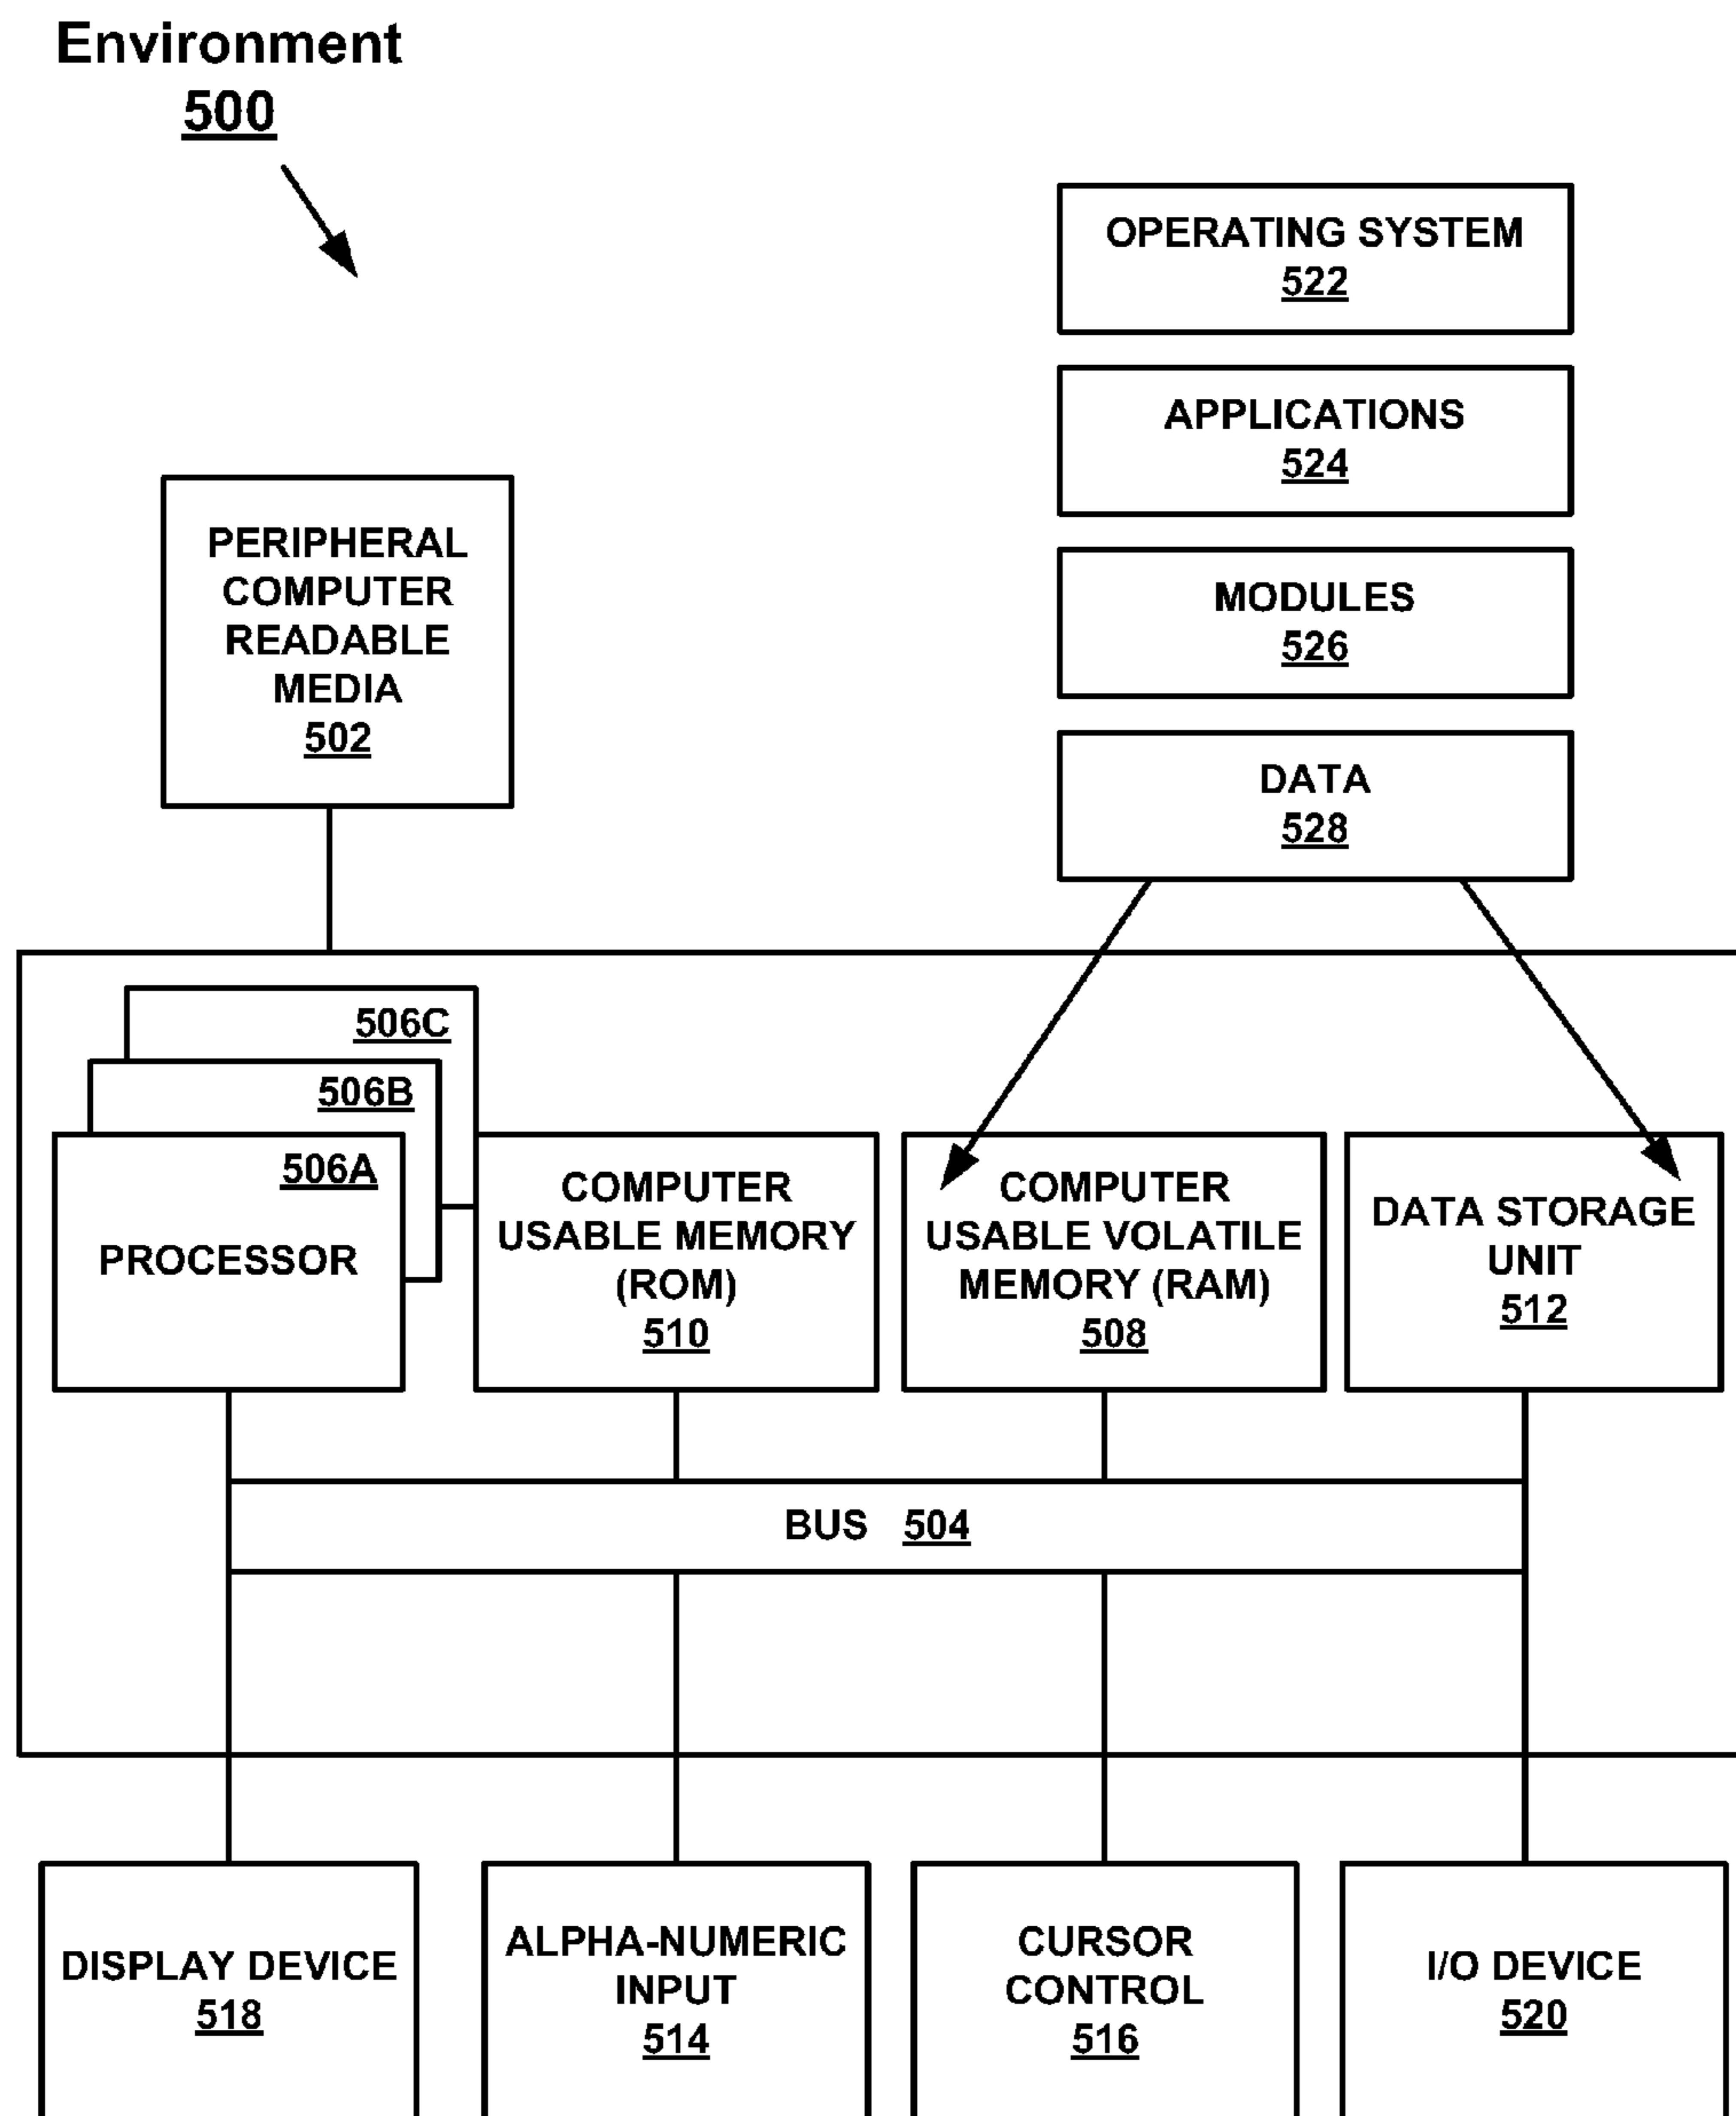 Environment
500
OPERATING SYSTEM
522
APPLICATIONS
524
PERIPHERAL
COMPUTER
READABLE
MEDIA
502
MODULES
526
DATA
528
506C
506B
506A
PROCESSOR
COMPUTER
USABLE MEMORY
(ROM)
510
COMPUTER
USABLE VOLATILE
MEMORY (RAM)
508
DATA STORAGE
UNIT
512
BUS 504
DISPLAY DEVICE
518
ALPHA-NUMERIC
INPUT
514
CURSOR
CONTROL
516
I/O DEVICE
520